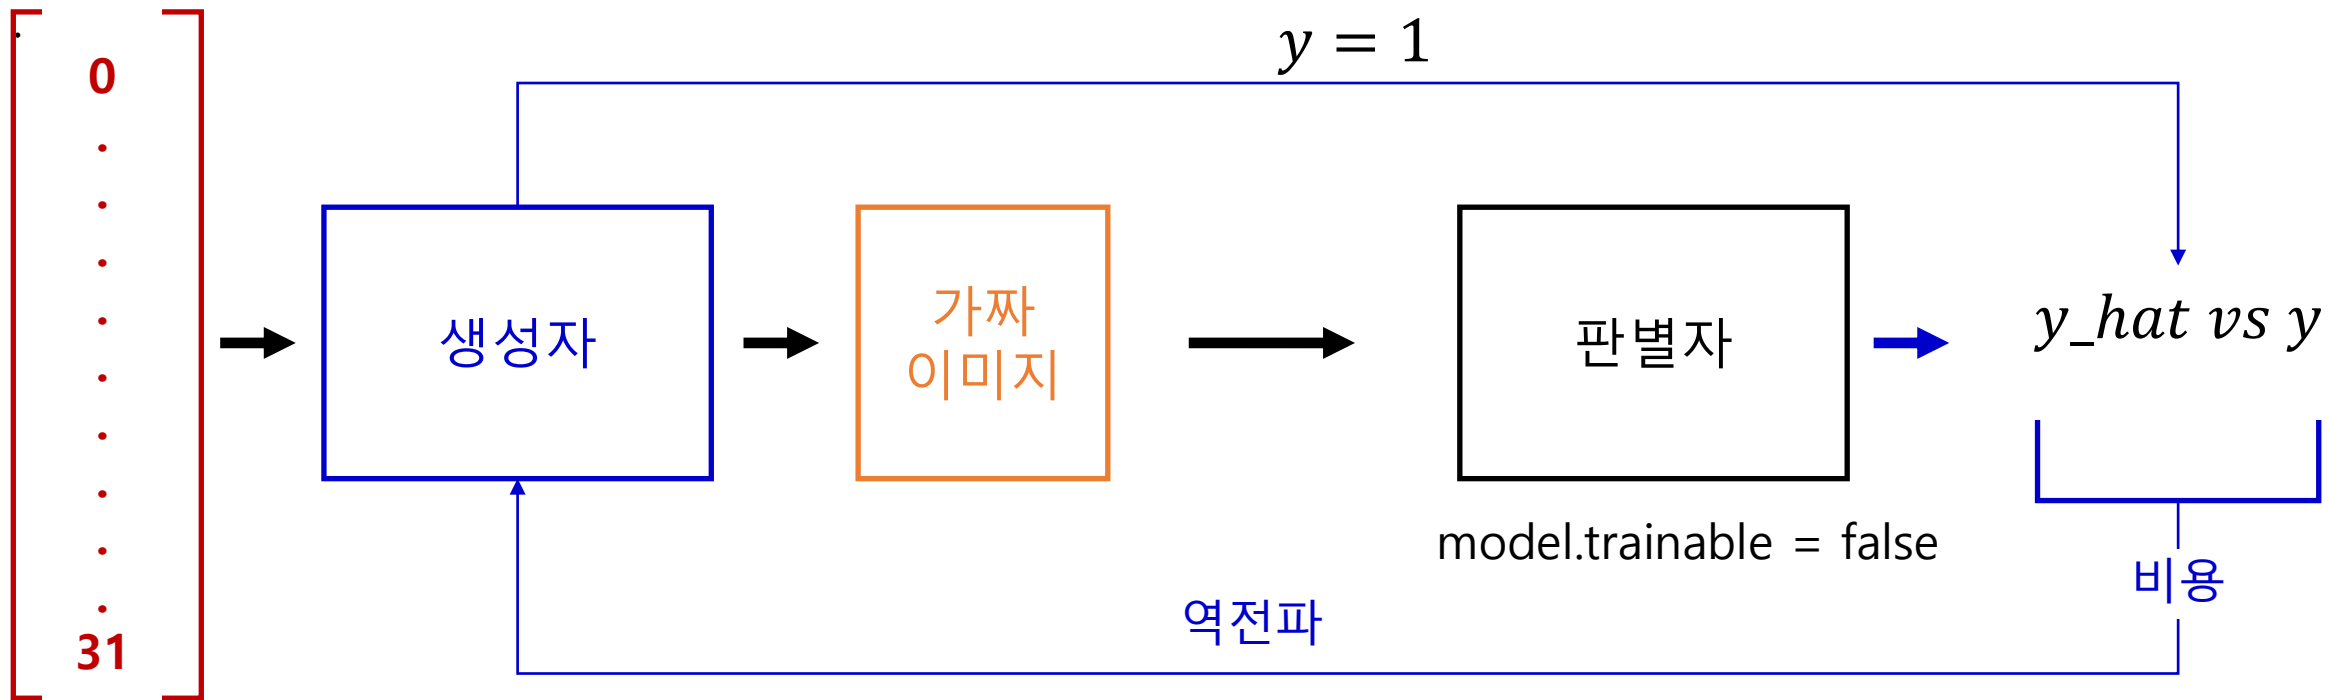 y = 1
0
31
생성자
가짜
이미지
판별자
y_hat vs y
model.trainable = false
비용
역전파